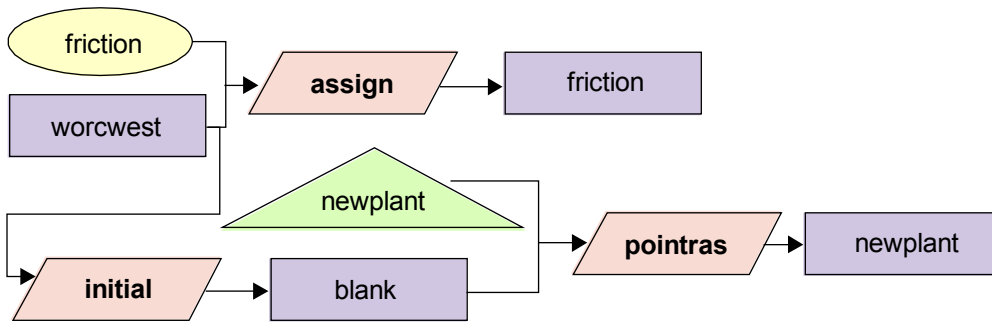 friction
assign
friction
worcwest
newplant
pointras
newplant
initial
blank